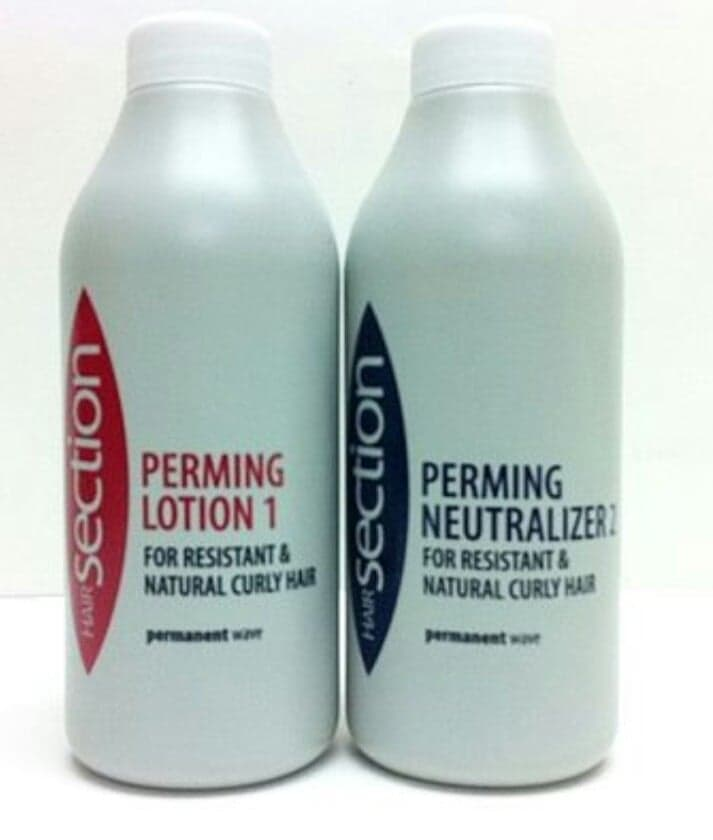 HAIR section
PERMING
LOTION 1
FOR RESISTANT &
NATURAL CURLY HAIR
permanent wave
HAIR section
PERMING
NEUTRALIZER 2
FOR RESISTANT &
NATURAL CURLY HAIR
permanent wave